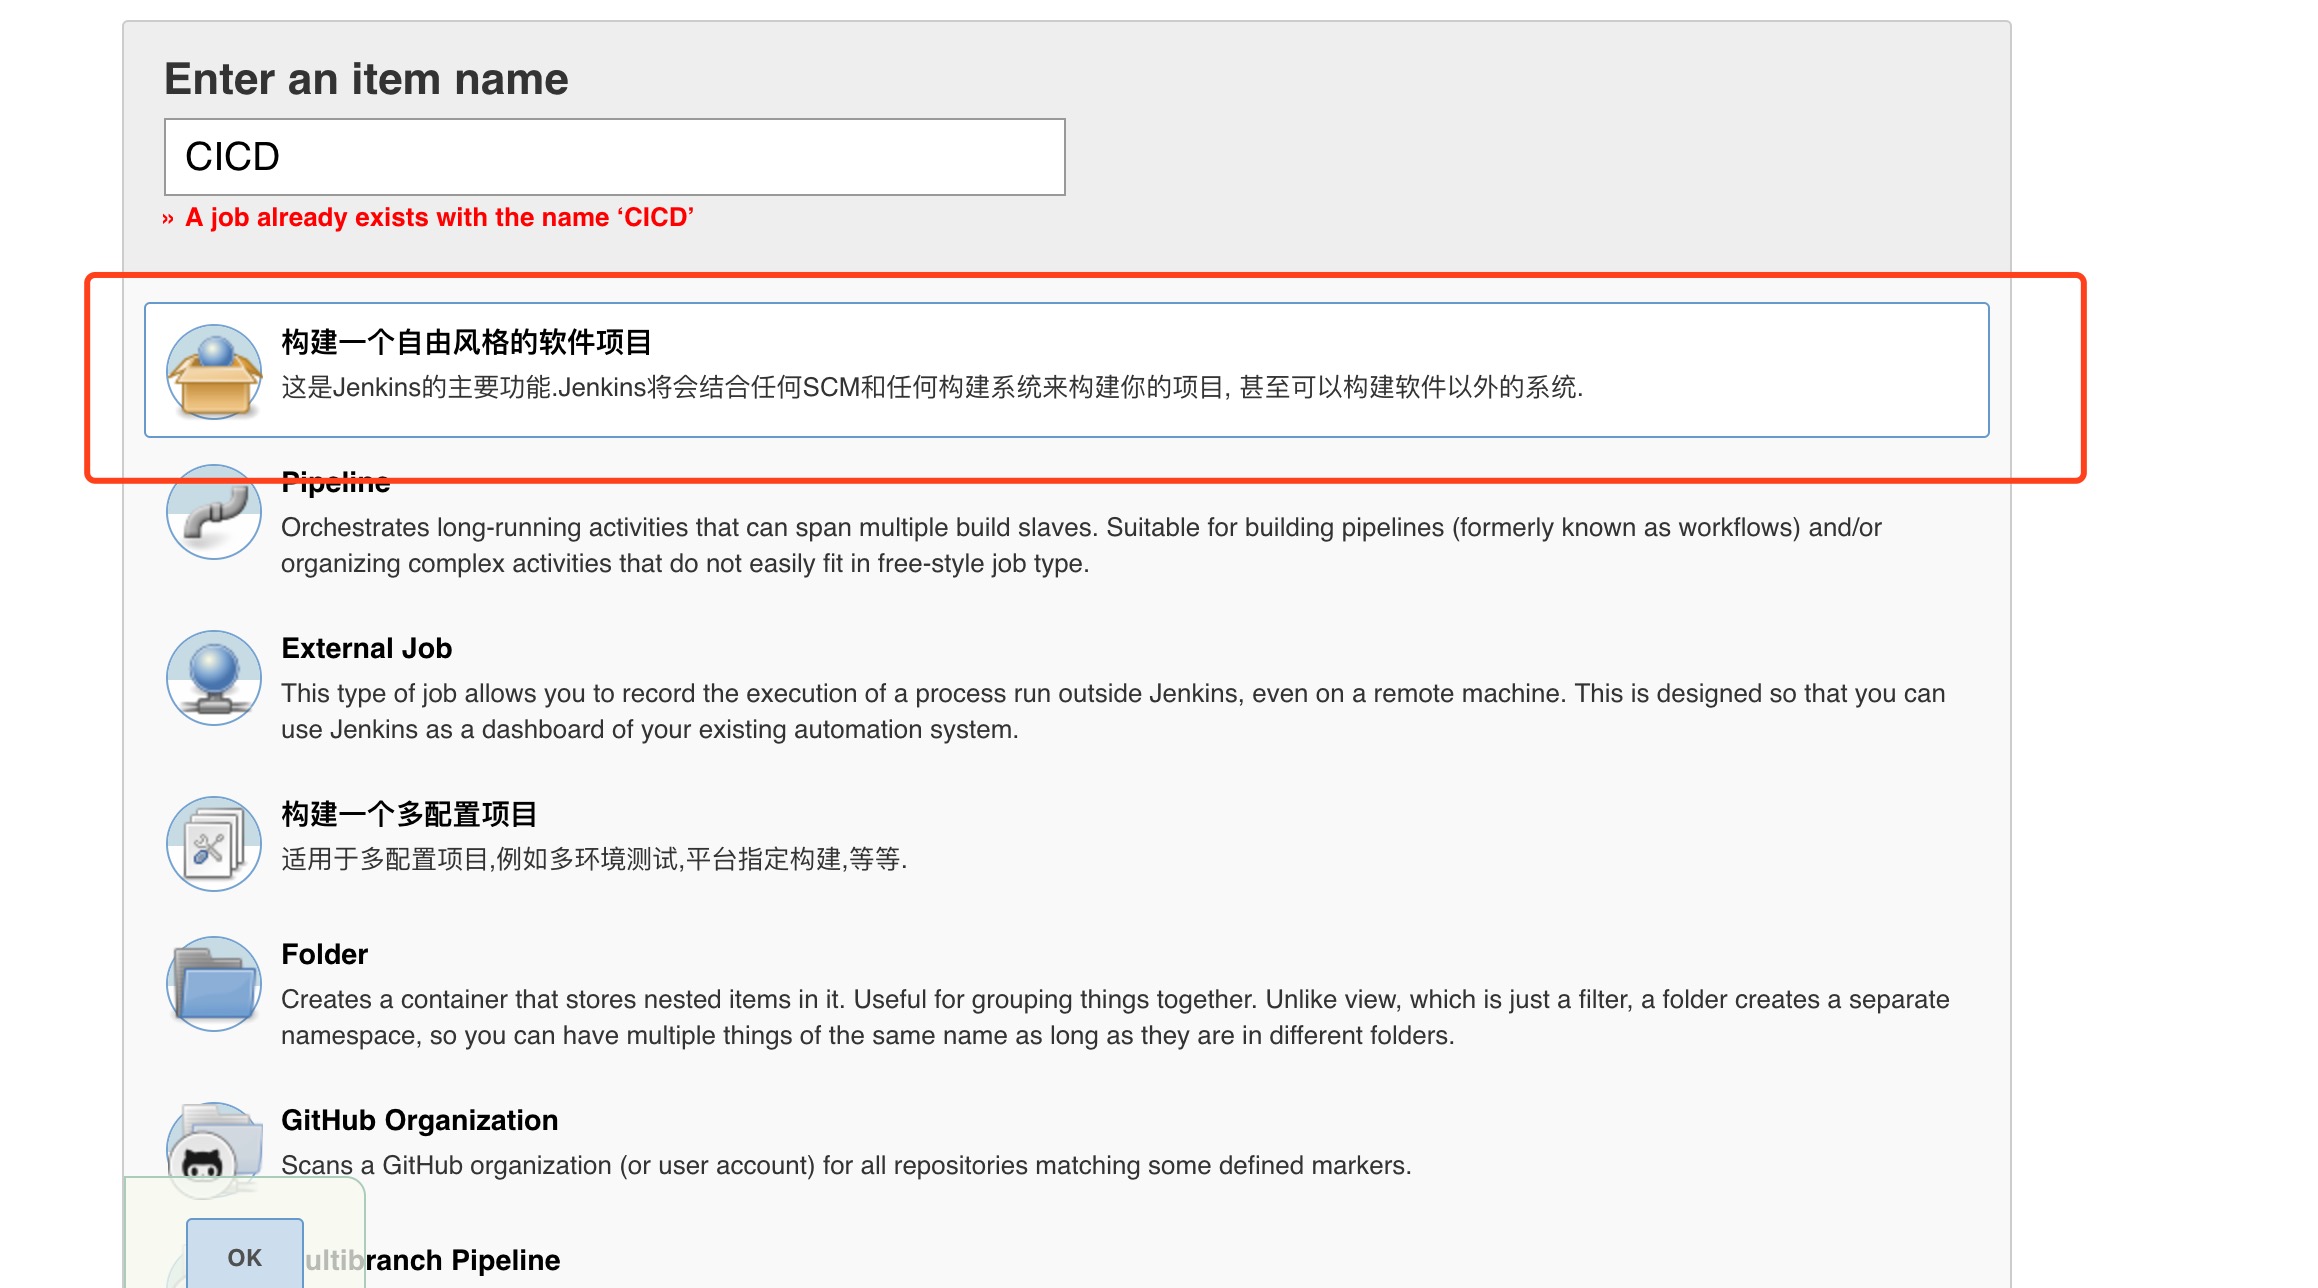 Enter an item name
CICD
» A job already exists with the name ‘CICD’
构建一个自由风格的软件项目
这是Jenkins的主要功能.Jenkins将会结合任何SCM和任何构建系统来构建你的项目, 甚至可以构建软件以外的系统.
Pipeline
Orchestrates long-running activities that can span multiple build slaves. Suitable for building pipelines (formerly known as workflows) and/or
organizing complex activities that do not easily fit in free-style job type.
External Job
This type of job allows you to record the execution of a process run outside Jenkins, even on a remote machine. This is designed so that you can
use Jenkins as a dashboard of your existing automation system.
构建一个多配置项目
适用于多配置项目,例如多环境测试,平台指定构建,等等.
Folder
Creates a container that stores nested items in it. Useful for grouping things together. Unlike view, which is just a filter, a folder creates a separate
namespace, so you can have multiple things of the same name as long as they are in different folders.
GitHub Organization
Scans a GitHub organization (or user account) for all repositories matching some defined markers.
OK
ultibranch Pipeline